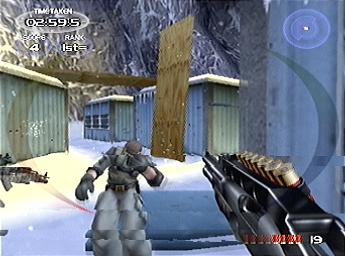 TIME TAKEN
02:59.5
SCORE RANK
4 1st=
19